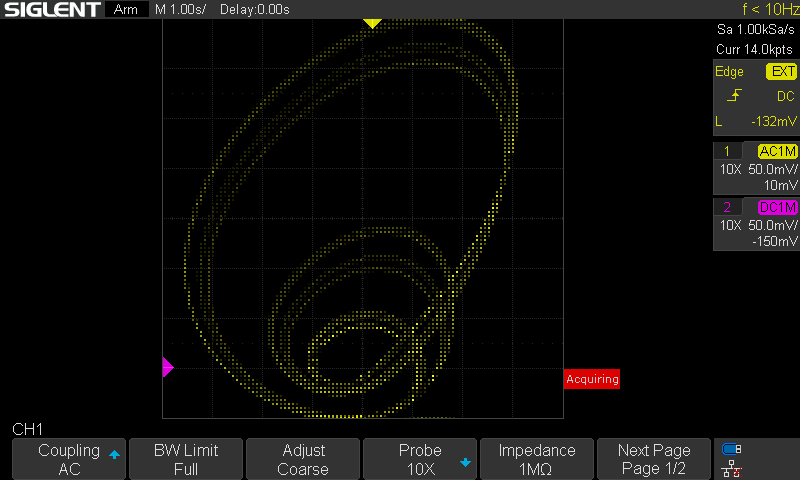 SIGLENT Arm M 1.00s/ Delay:0.00s f < 10Hz
Sa 1.00kSa/s
Curr 14.0kpts
Edge EXT
DC
L -132mV
1 AC1M
10X 50.0mV/
10mV
2 DC1M
10X 50.0mV/
-150mV
Acquiring
CH1
Coupling
AC
BW Limit
Full
Adjust
Coarse
Probe
10X
Impedance
1MΩ
Next Page
Page 1/2